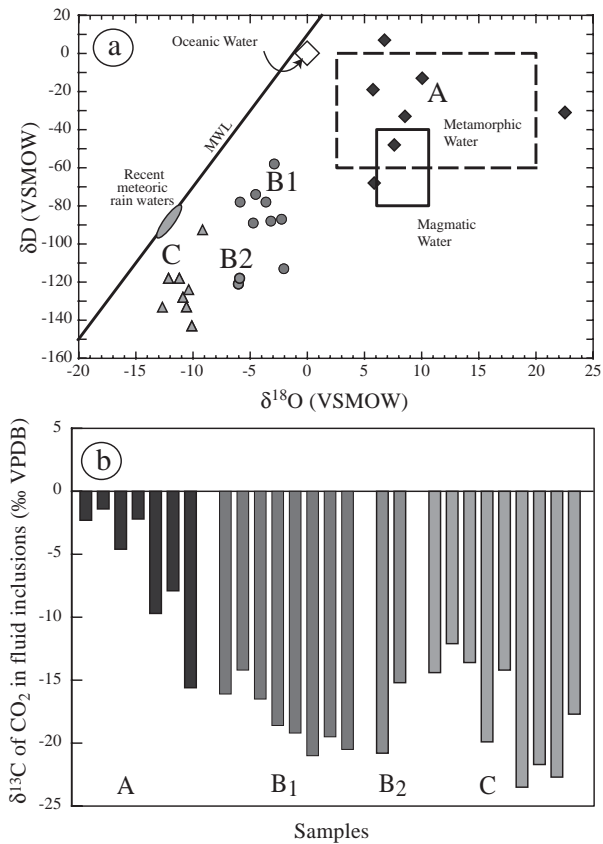 a
20
0
-20
-40
-60
-80
-100
-120
-140
-160
δD (VSMOW)
Oceanic Water
MWL
Recent
meteoric
rain waters
A
Metamorphic
Water
Magmatic
Water
B1
B2
C
-20
-15
-10
-5
0
5
10
15
20
25
δ¹⁸O (VSMOW)
b
5
0
-5
-10
-15
-20
-25
δ¹³C of CO₂ in fluid inclusions (‰ VPDB)
A
B₁
B₂
C
Samples